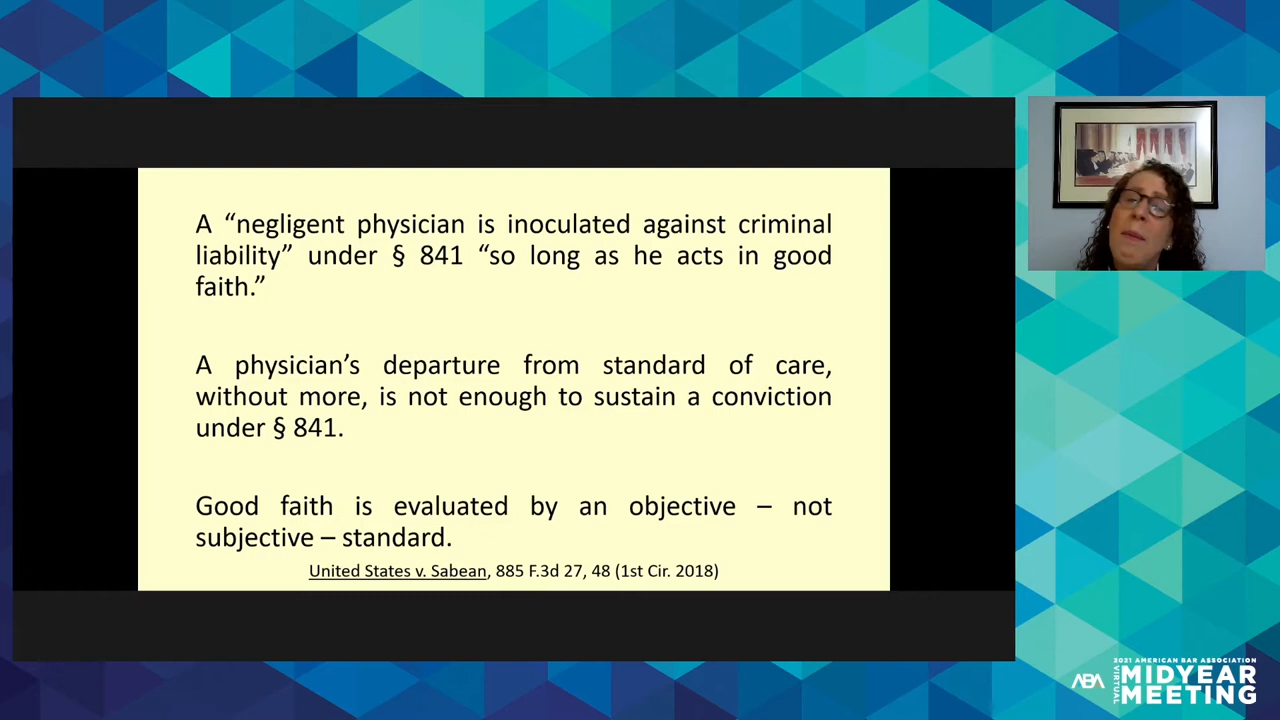 A “negligent physician is inoculated against criminal
liability” under § 841 “so long as he acts in good
faith.”
A physician’s departure from standard of care,
without more, is not enough to sustain a conviction
under § 841.
Good faith is evaluated by an objective – not
subjective – standard.
United States v. Sabean, 885 F.3d 27, 48 (1st Cir. 2018)
ABA
2021 AMERICAN BAR ASSOCIATION
VIRTUAL
MIDYEAR
MEETING